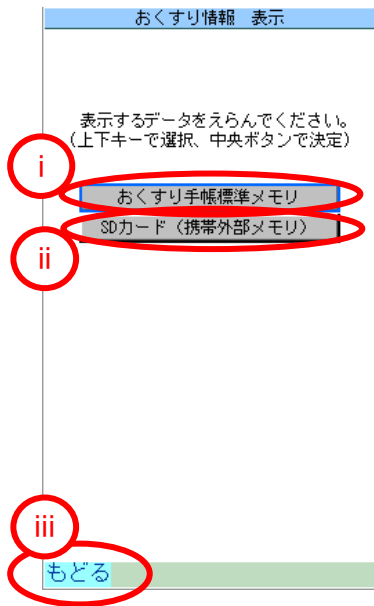 おくすり情報 表示
表示するデータをえらんでください。
(上下キーで選択、中央ボタンで決定)
i
おくすり手帳標準メモリ
SDカード(携帯外部メモリ)
ii
iii
もどる